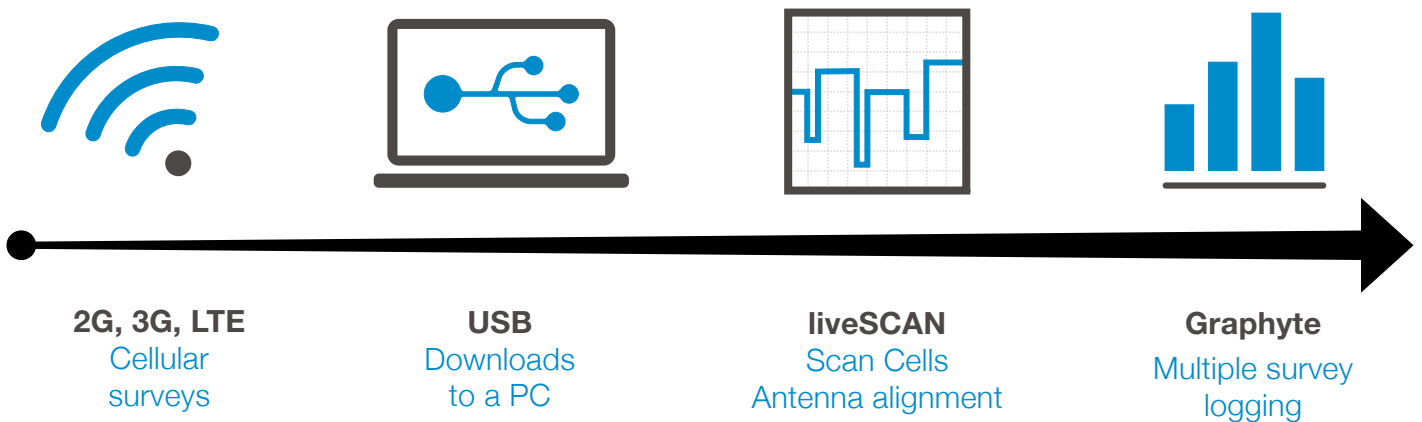 2G, 3G, LTE
Cellular
surveys
USB
Downloads
to a PC
liveSCAN
Scan Cells
Antenna alignment
Graphyte
Multiple survey
logging